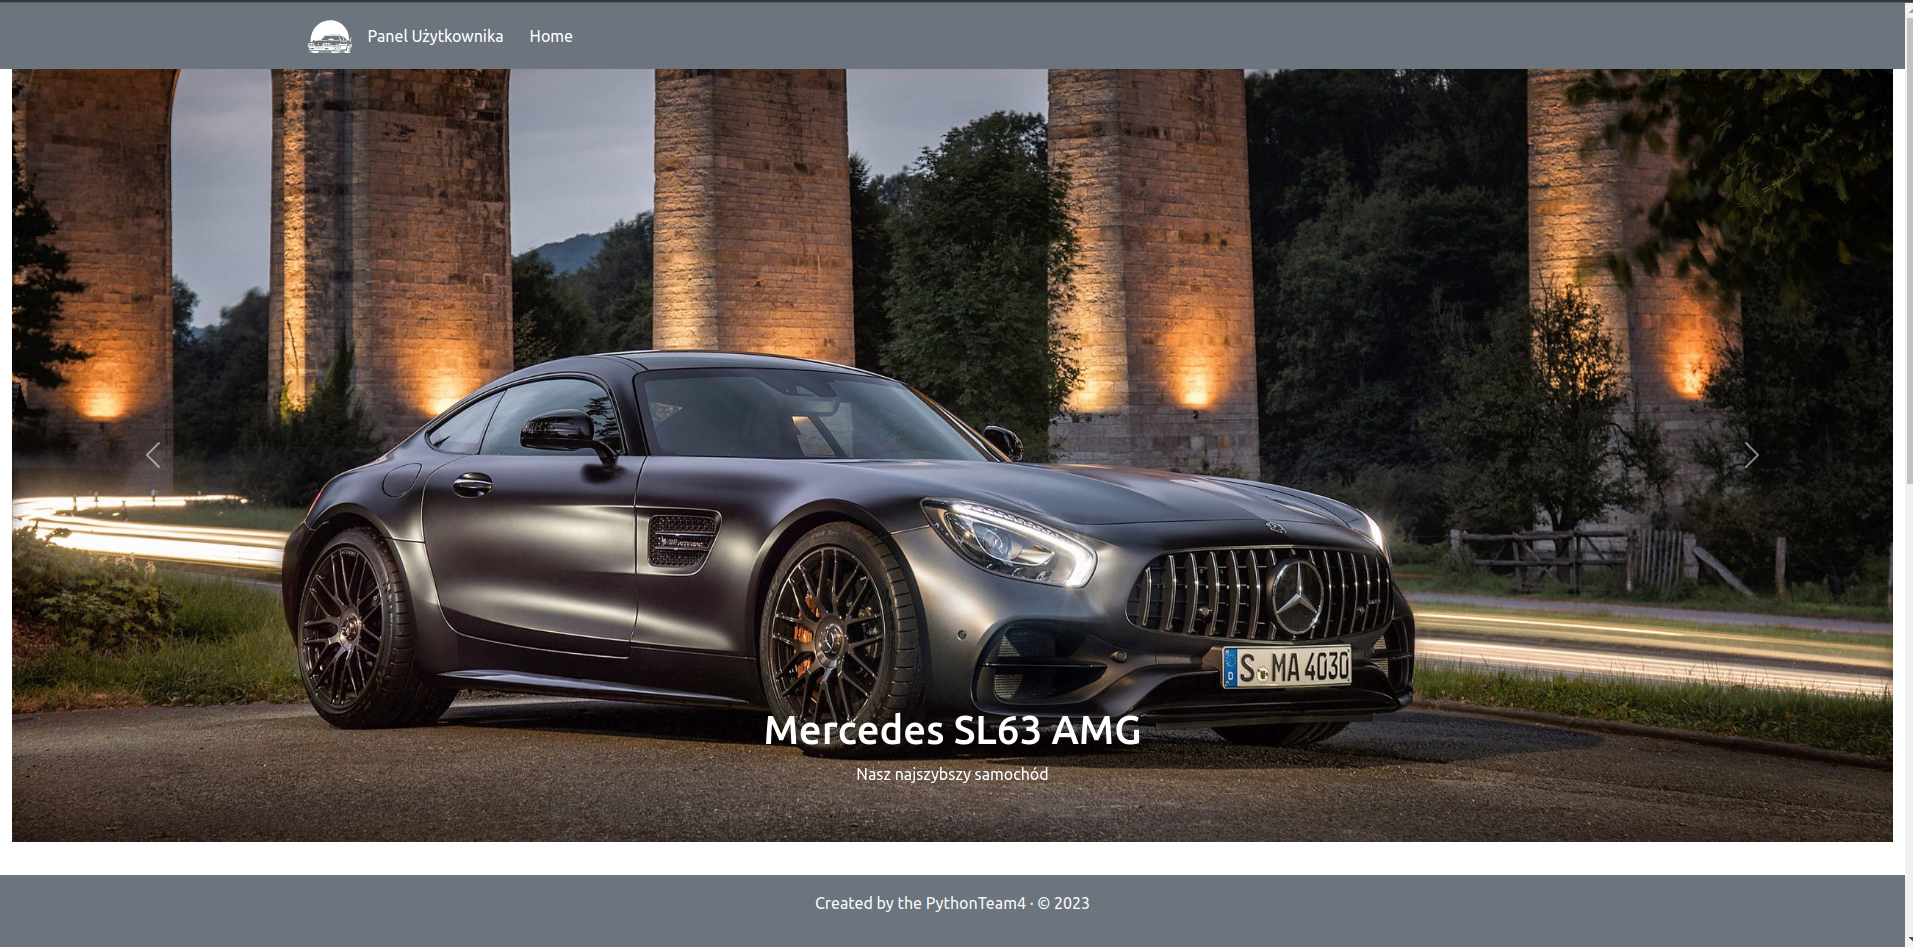 Panel Użytkownika Home
S MA 4030
D
Mercedes SL63 AMG
Nasz najszybszy samochód
Created by the PythonTeam4 · © 2023